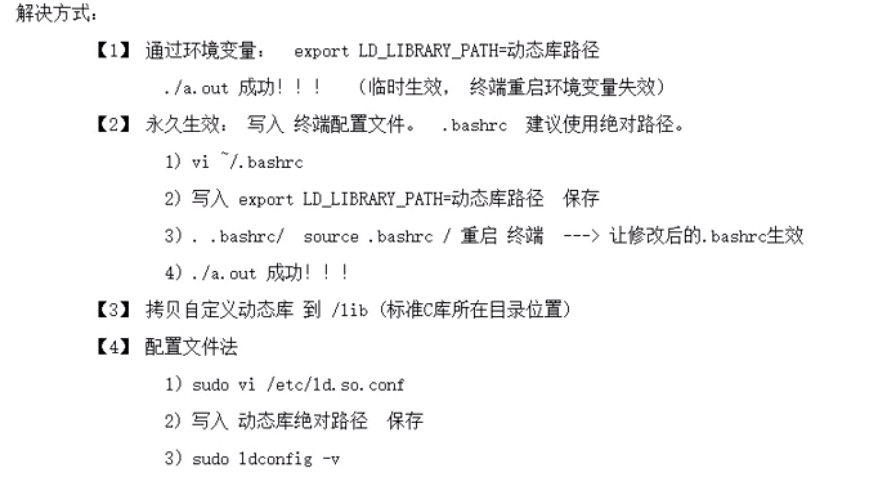 解决方式：
【1】 通过环境变量： export LD_LIBRARY_PATH=动态库路径
./a.out 成功！！！ （临时生效， 终端重启环境变量失效）
【2】 永久生效： 写入 终端配置文件。 .bashrc 建议使用绝对路径。
1) vi ~/.bashrc
2) 写入 export LD_LIBRARY_PATH=动态库路径 保存
3) . .bashrc/ source .bashrc / 重启 终端 ---> 让修改后的.bashrc生效
4) ./a.out 成功！！！
【3】 拷贝自定义动态库 到 /lib (标准C库所在目录位置)
【4】 配置文件法
1) sudo vi /etc/ld.so.conf
2) 写入 动态库绝对路径 保存
3) sudo ldconfig -v